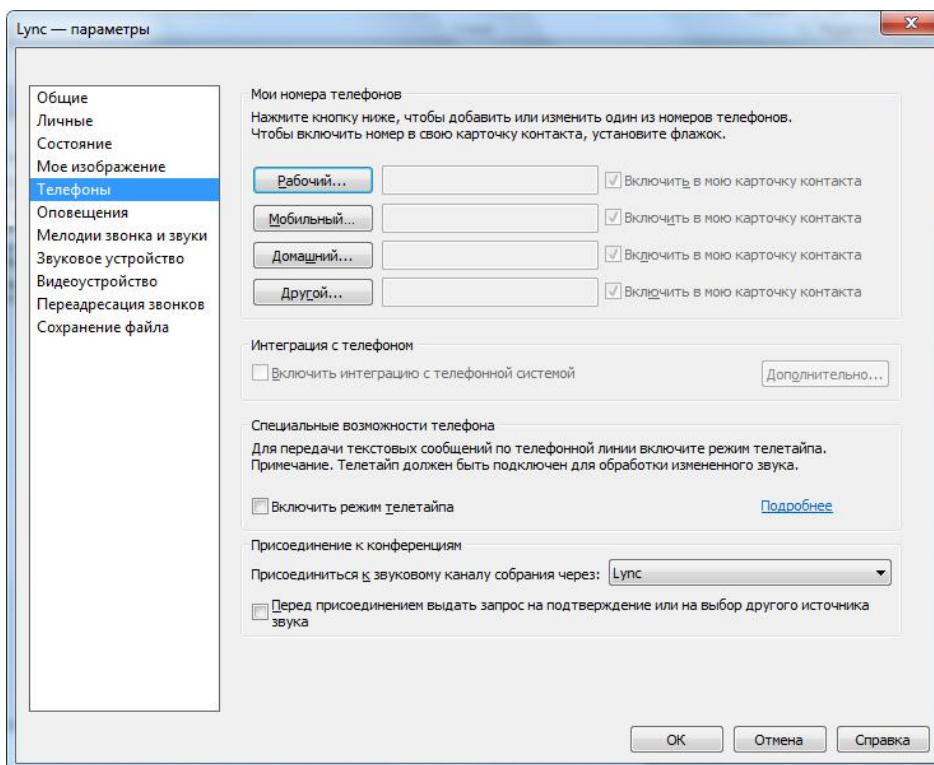 Lync — параметры
Общие
Личные
Состояние
Мое изображение
Телефоны
Оповещения
Мелодии звонка и звуки
Звуковое устройство
Видеоустройство
Переадресация звонков
Сохранение файла
Мои номера телефонов
Нажмите кнопку ниже, чтобы добавить или изменить один из номеров телефонов.
Чтобы включить номер в свою карточку контакта, установите флажок.
Рабочий... Включить в мою карточку контакта
Мобильный... Включить в мою карточку контакта
Домашний... Включить в мою карточку контакта
Другой... Включить в мою карточку контакта
Интеграция с телефоном
Включить интеграцию с телефонной системой Дополнительно...
Специальные возможности телефона
Для передачи текстовых сообщений по телефонной линии включите режим телетайпа.
Примечание. Телетайп должен быть подключен для обработки измененного звука.
Включить режим телетайпа Подробнее
Присоединение к конференциям
Присоединиться к звуковому каналу собрания через: Lync
Перед присоединением выдать запрос на подтверждение или на выбор другого источника
звука
ОК Отмена Справка